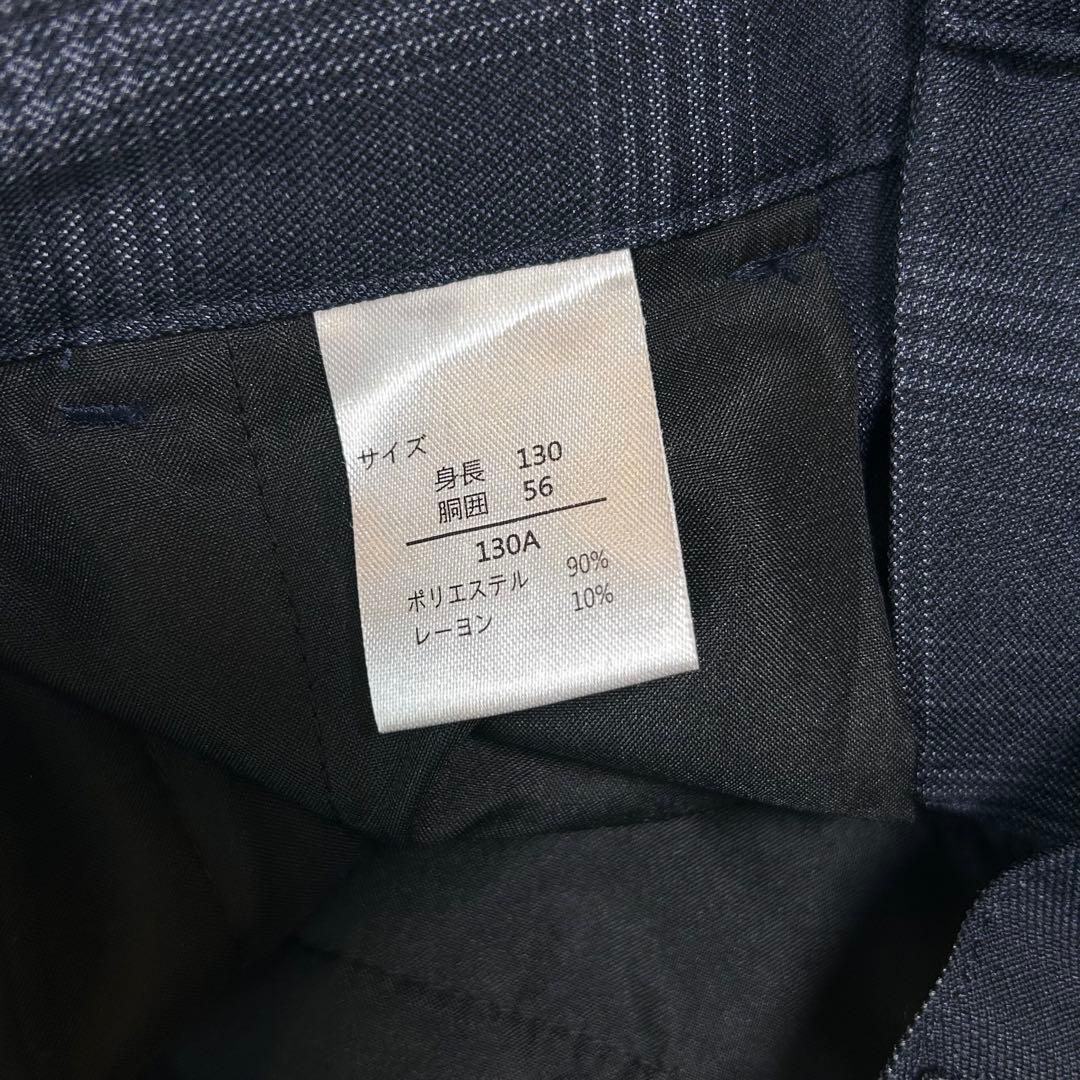 サイズ
身長 130
胴囲 56
130A
ポリエステル 90%
レーヨン 10%